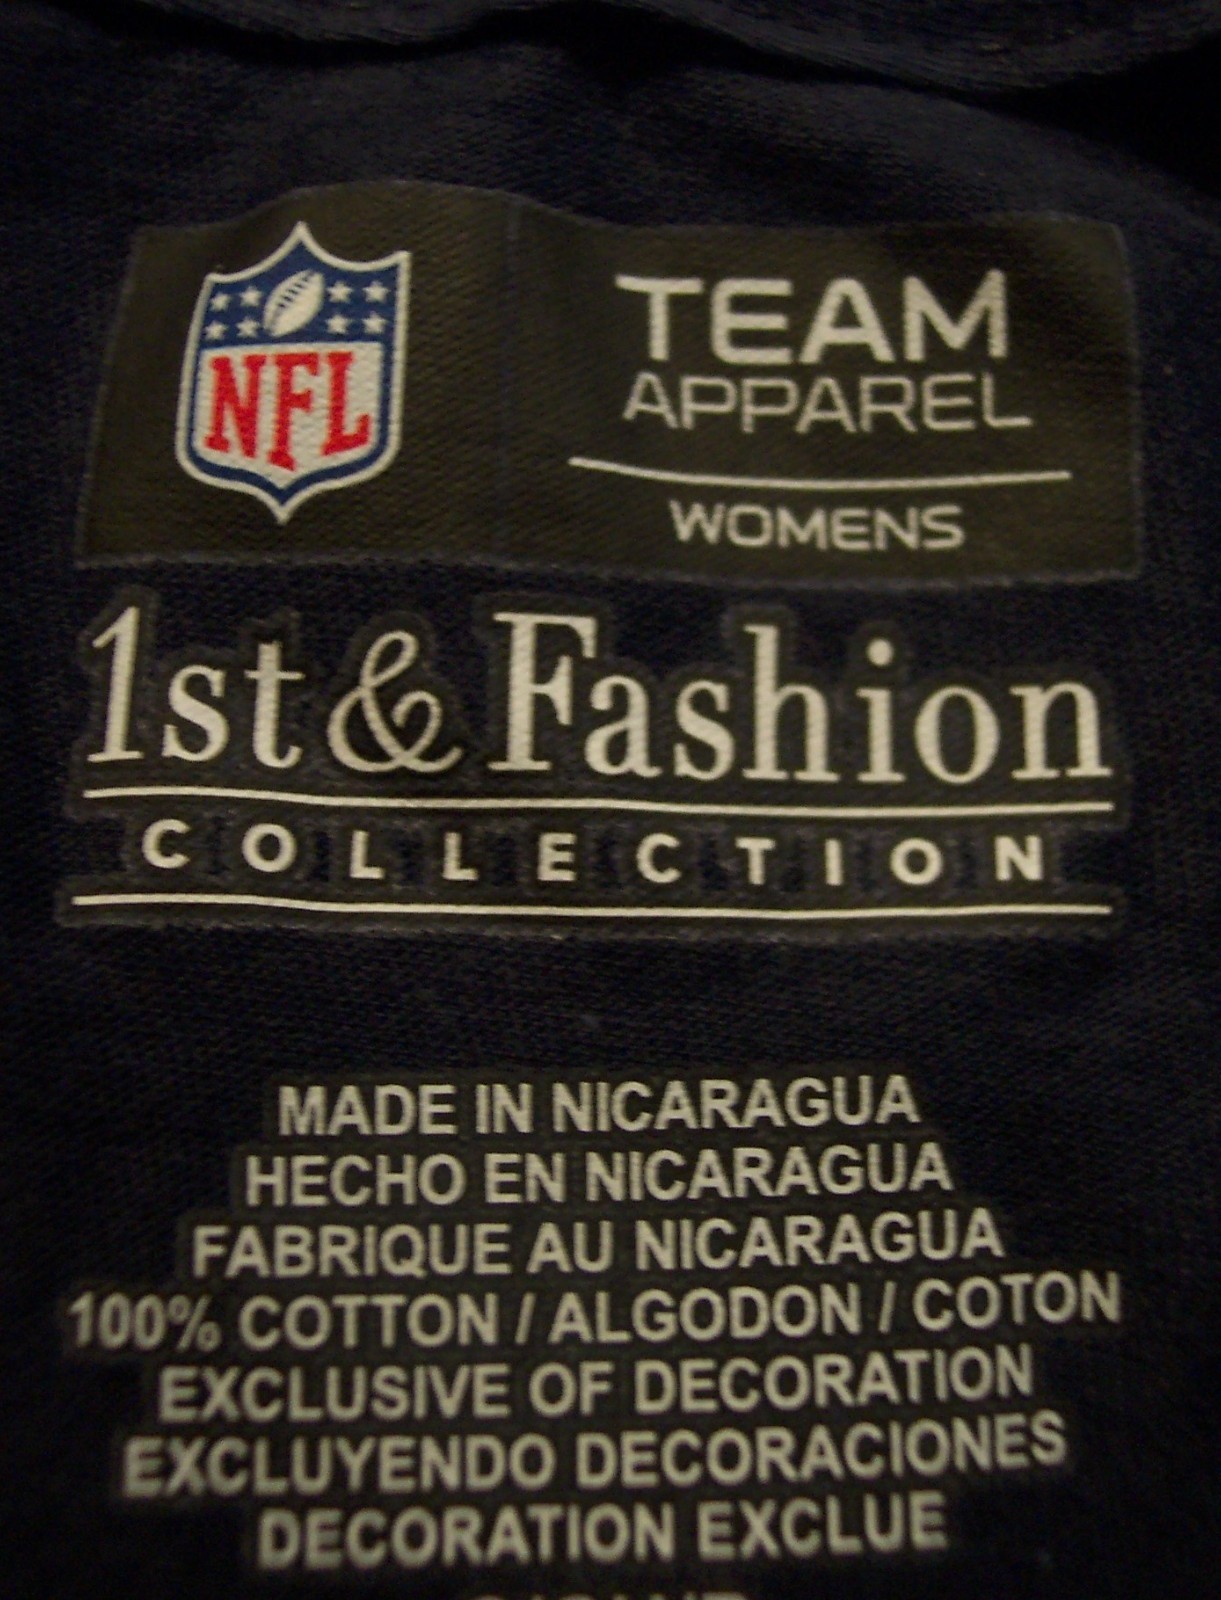 NFL
TEAM
APPAREL
WOMENS
1st & Fashion
COLLECTION
MADE IN NICARAGUA
HECHO EN NICARAGUA
FABRIQUE AU NICARAGUA
100% COTTON / ALGODON / COTON
EXCLUSIVE OF DECORATION
EXCLUYENDO DECORACIONES
DECORATION EXCLUE